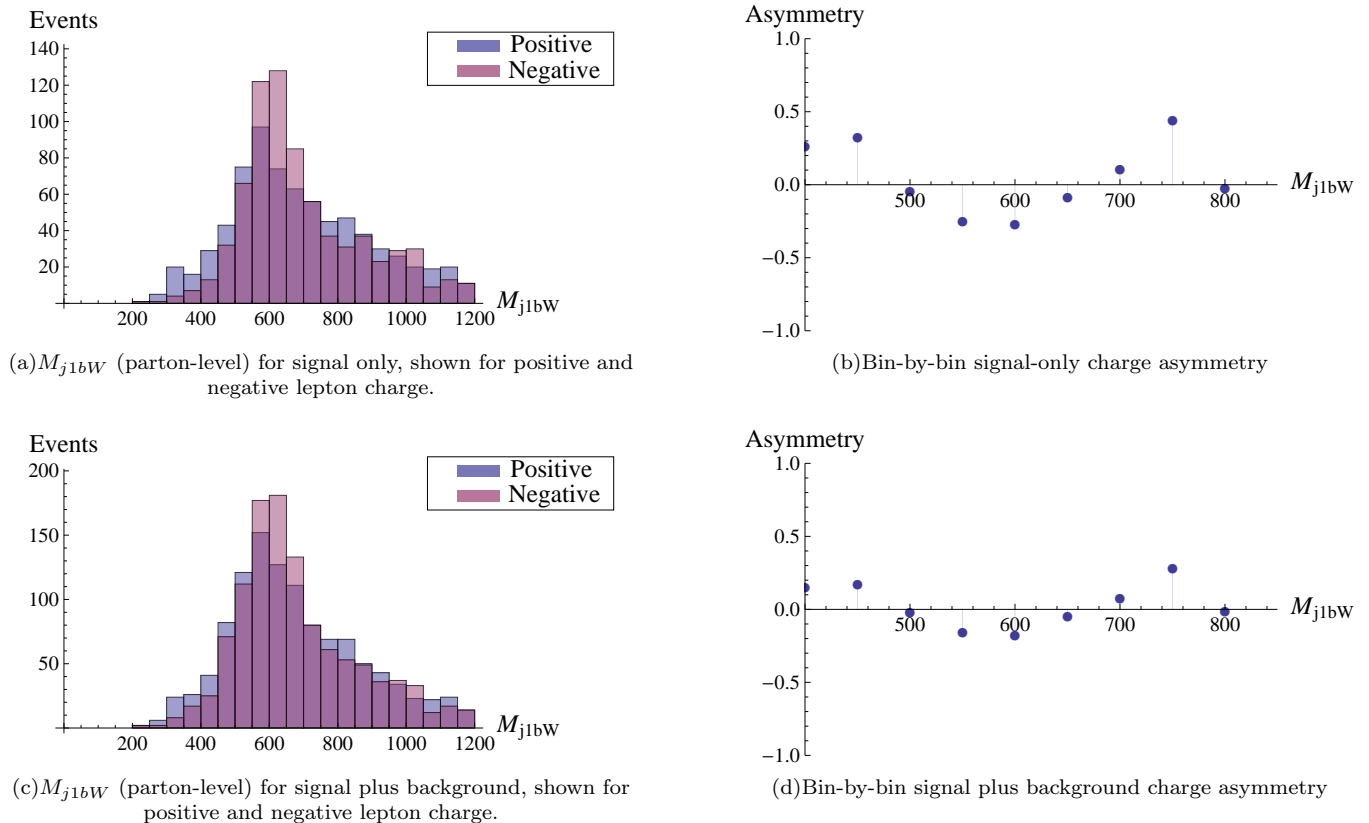 Events
140
120
100
80
60
40
20
200 400 600 800 1000 1200
M_j1bW
Positive
Negative
(a)M_j1bW (parton-level) for signal only, shown for positive and
negative lepton charge.
Asymmetry
1.0
0.5
0.0
−0.5
−1.0
500 600 700 800
M_j1bW
(b)Bin-by-bin signal-only charge asymmetry
Events
200
150
100
50
200 400 600 800 1000 1200
M_j1bW
Positive
Negative
(c)M_j1bW (parton-level) for signal plus background, shown for
positive and negative lepton charge.
Asymmetry
1.0
0.5
0.0
−0.5
−1.0
500 600 700 800
M_j1bW
(d)Bin-by-bin signal plus background charge asymmetry